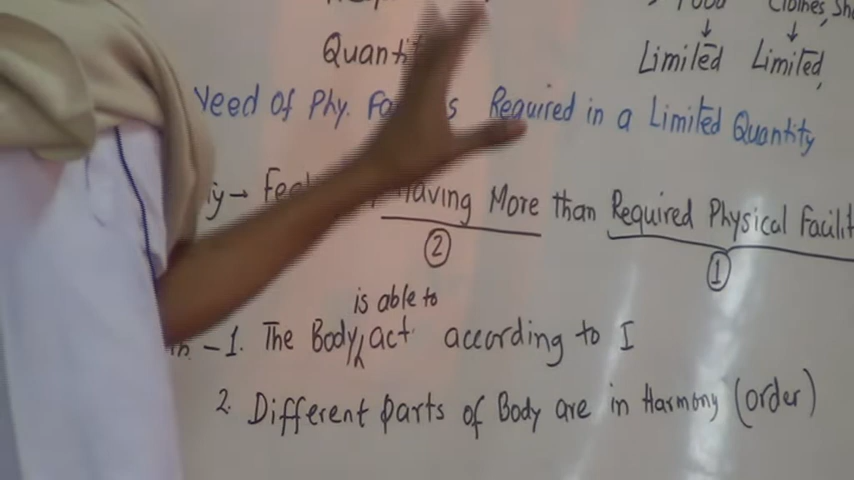 Food Clothes, Sh
Quantit
Limited Limited,
Need of Phy. Fa s Required in a Limited Quantity
Having More than Required Physical Facilit
② ①
is able to
- 1. The Body act according to I
2. Different parts of Body are in Harmony (order)